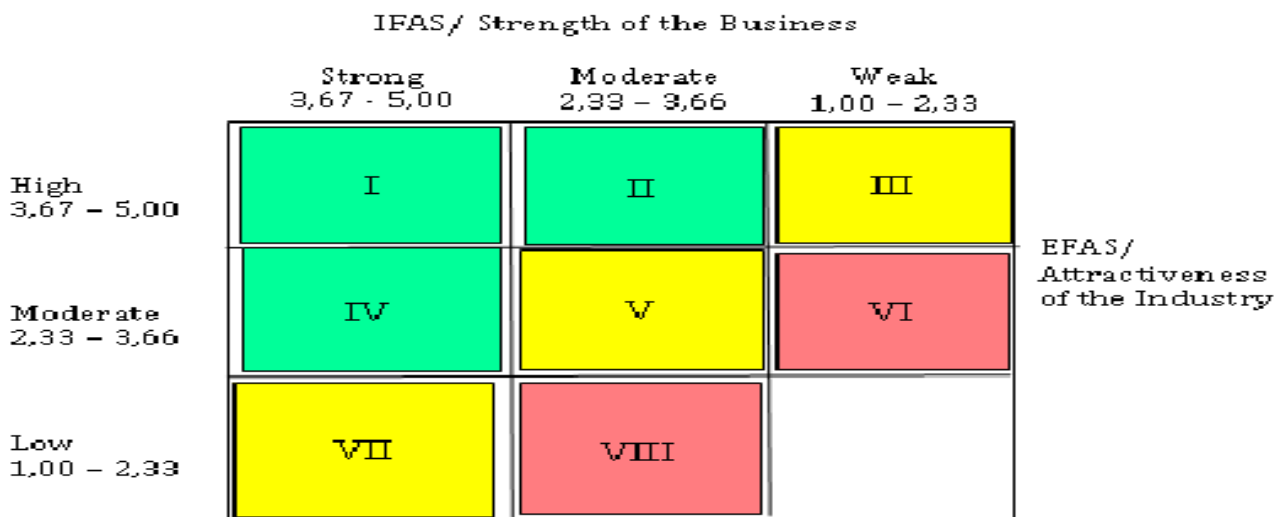 IFAS/ Strength of the Business
Strong Moderate Weak
3,67 - 5,00 2,33 – 3,66 1,00 – 2,33
High
3,67 – 5,00
I II III
EFAS/
Attractiveness
of the Industry
Moderate
2,33 – 3,66
IV V VI
Low
1,00 – 2,33
VII VIII